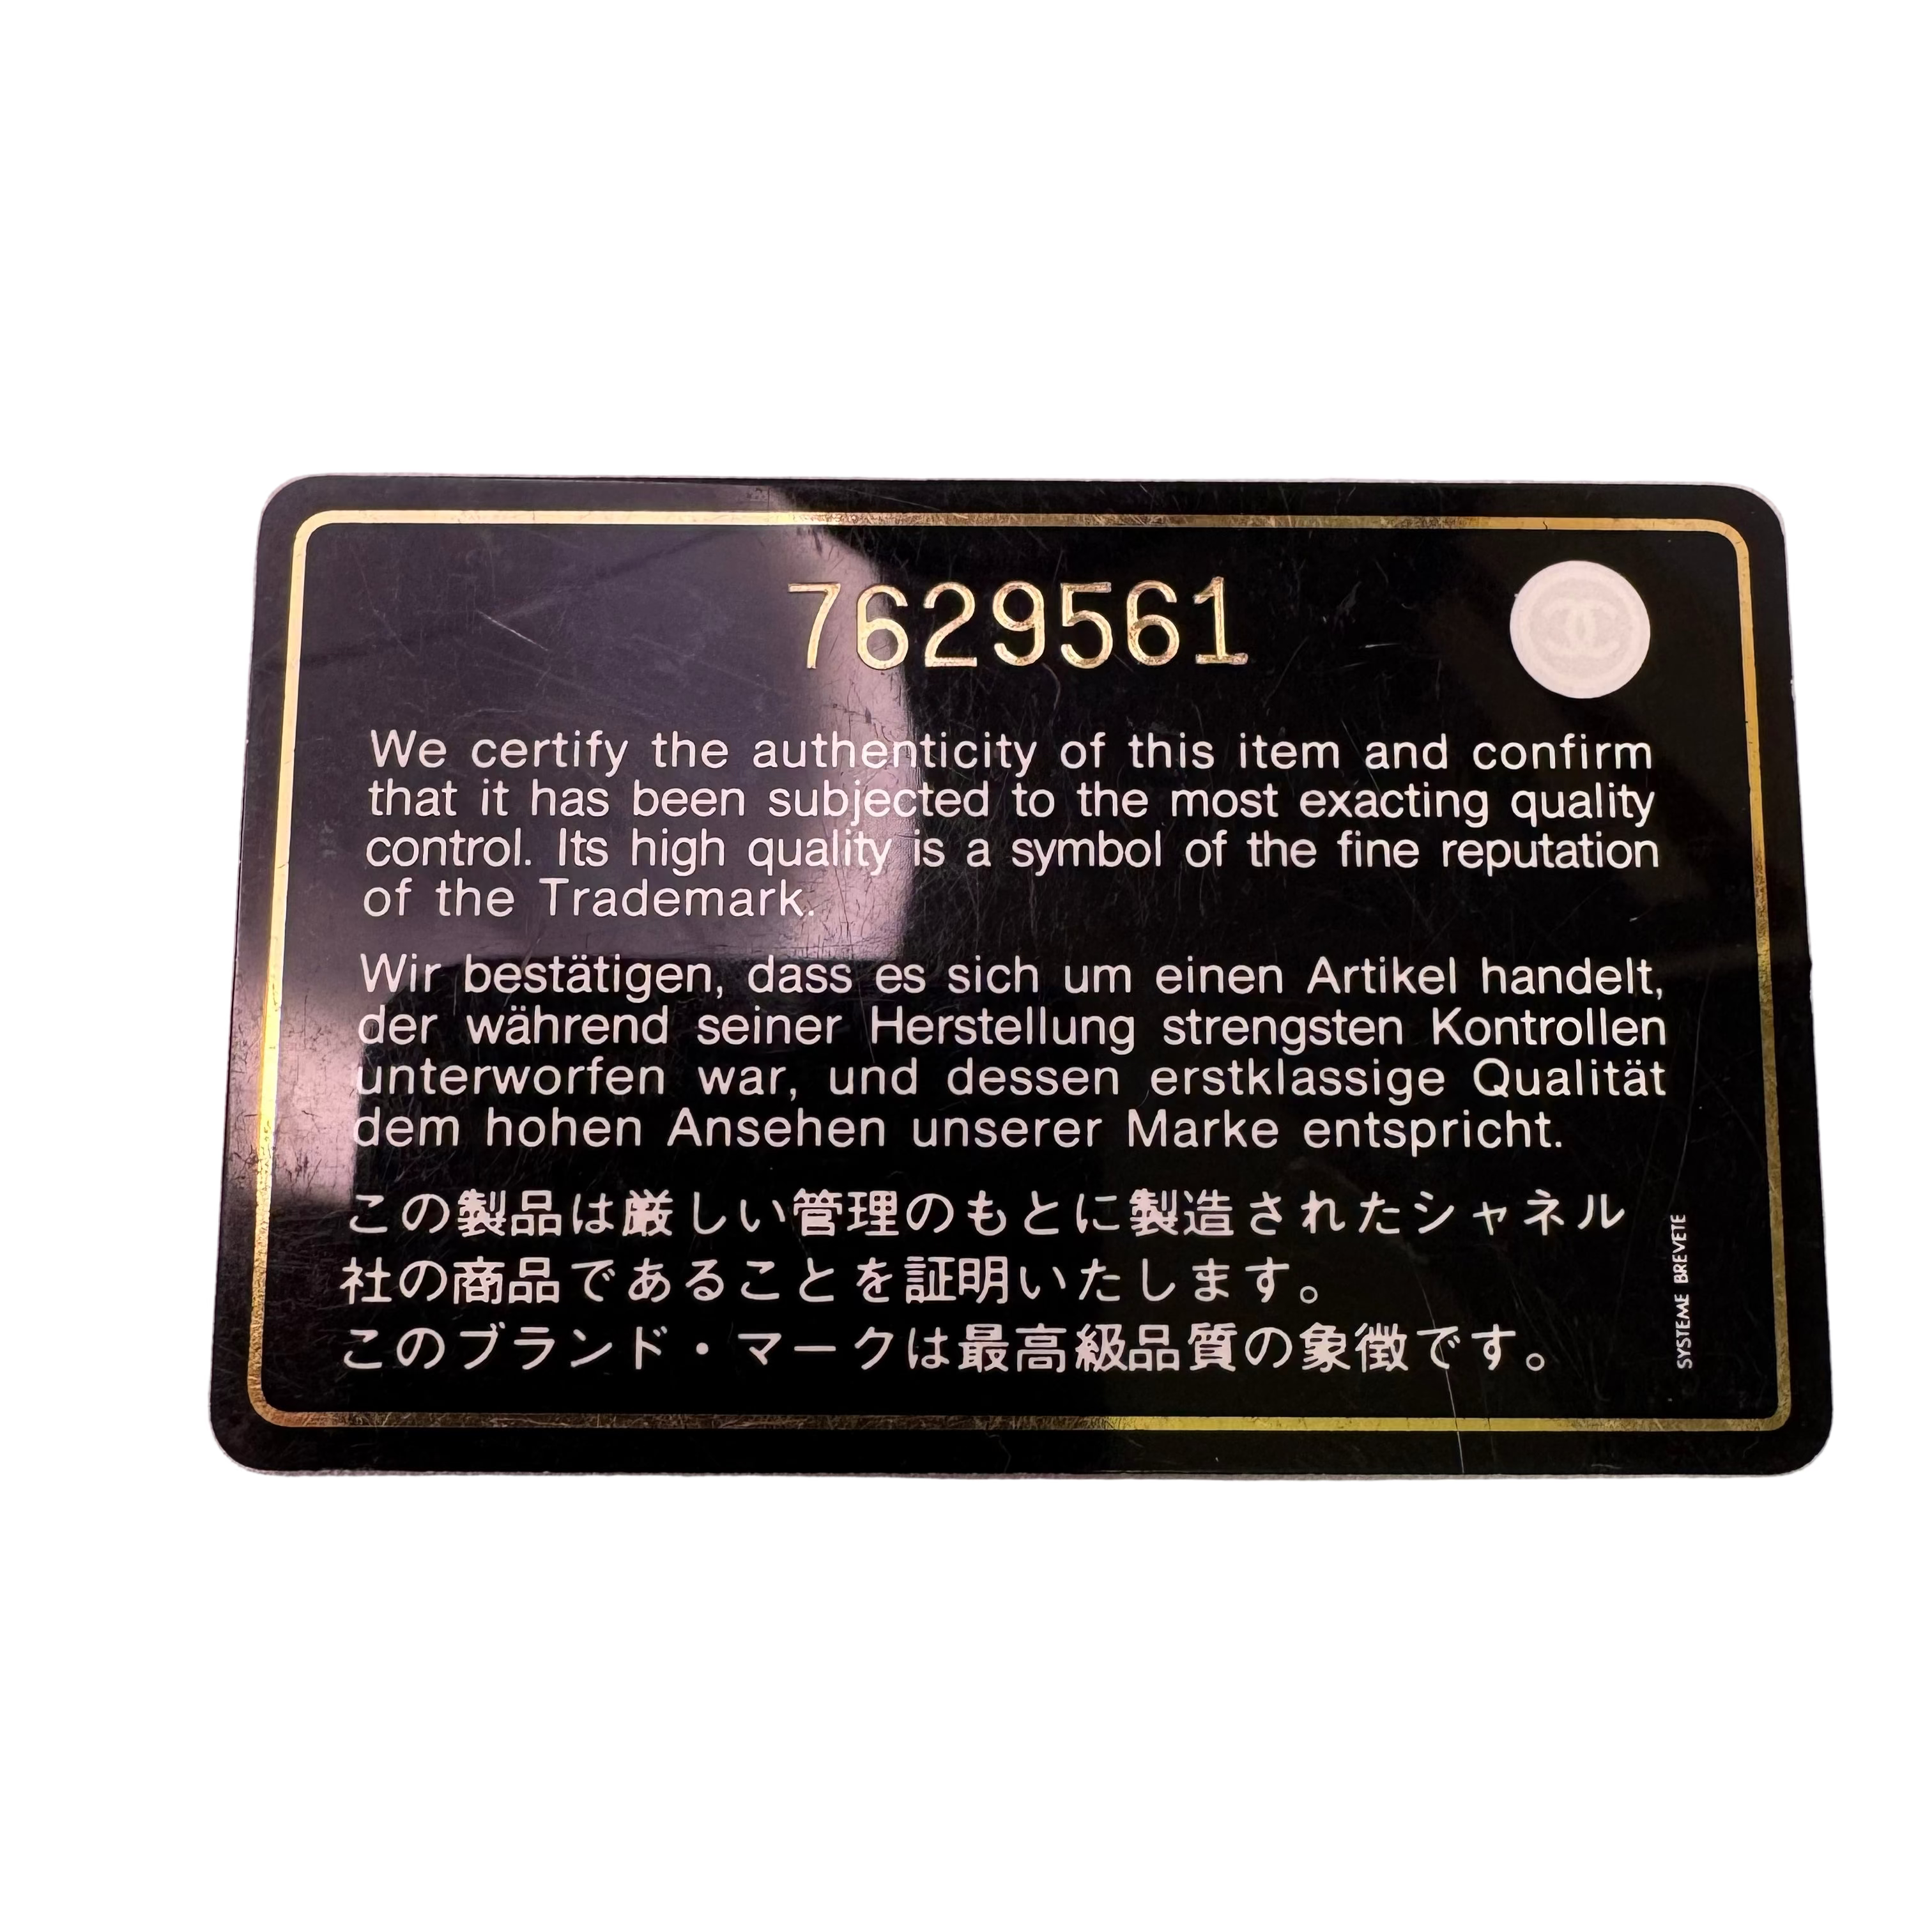 7629561
We certify the authenticity of this item and confirm
that it has been subjected to the most exacting quality
control. Its high quality is a symbol of the fine reputation
of the Trademark.
Wir bestätigen, dass es sich um einen Artikel handelt,
der während seiner Herstellung strengsten Kontrollen
unterworfen war, und dessen erstklassige Qualität
dem hohen Ansehen unserer Marke entspricht.
この製品は厳しい管理のもとに製造されたシャネル
社の商品であることを証明いたします。
このブランド・マークは最高級品質の象徴です。
SYSTEME BREVETE